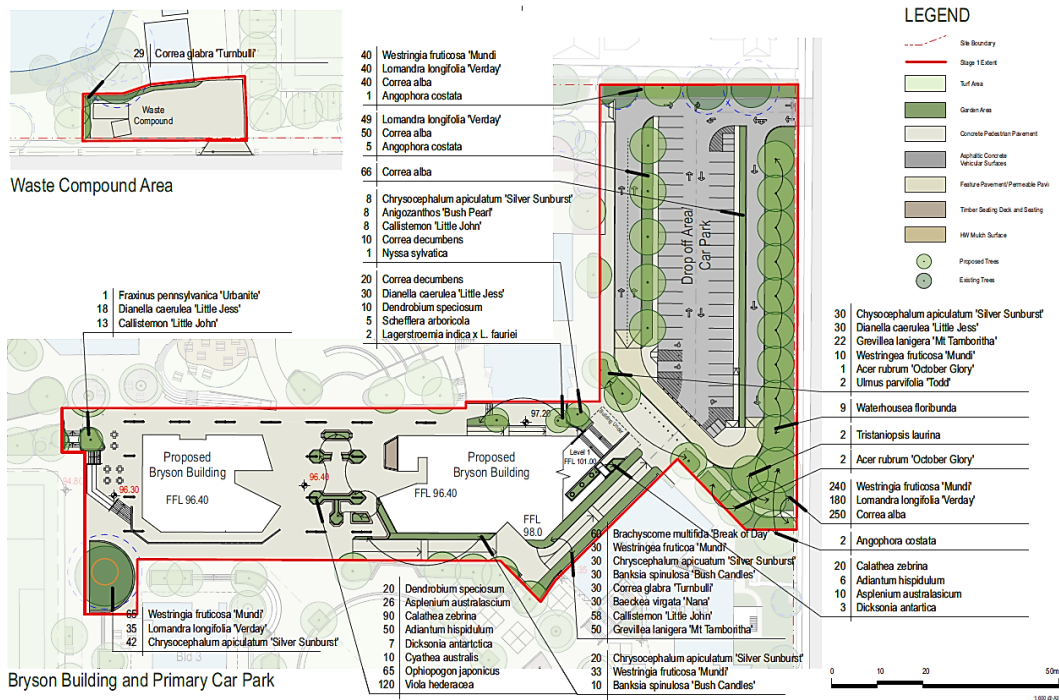 29 Correa glabra 'Turnbulli'
Waste
Compound
Waste Compound Area
40 Westringia fruticosa 'Mundi
40 Lomandra longifolia 'Verday'
40 Correa alba
1 Angophora costata
49 Lomandra longifolia 'Verday'
50 Correa alba
5 Angophora costata
66 Correa alba
8 Chrysocephalum apiculatum 'Silver Sunburst'
8 Anigozanthos 'Bush Pearl'
8 Callistemon 'Little John'
10 Correa decumbens
1 Nyssa sylvatica
20 Correa decumbens
30 Dianella caerulea 'Little Jess'
10 Dendrobium speciosum
5 Schefflera arboricola
2 Lagerstroemia indica x L. fauriei
1 Fraxinus pennsylvanica 'Urbanite'
18 Dianella caerulea 'Little Jess'
13 Callistemon 'Little John'
Drop off Area/
Car Park
LEGEND
Site Boundary
Stage 1 Extent
Turf Area
Garden Area
Concrete Pedestrian Pavement
Asphaltic Concrete
Vehicular Surfaces
Feature Pavement/Permeable Pavi
Timber Seating Deck and Seating
HW Mulch Surface
Proposed Trees
Existing Trees
30 Chysocephalum apiculatum 'Silver Sunburst'
30 Dianella caerulea 'Little Jess'
22 Grevillea lanigera 'Mt Tamboritha'
10 Westringea fruticosa 'Mundi'
1 Acer rubrum 'October Glory'
2 Ulmus parvifolia 'Todd'
9 Waterhousea floribunda
2 Tristaniopsis laurina
2 Acer rubrum 'October Glory'
240 Westringia fruticosa 'Mundi'
180 Lomandra longifolia 'Verday'
250 Correa alba
2 Angophora costata
20 Calathea zebrina
6 Adiantum hispidulum
10 Asplenium australasicum
3 Dicksonia antartica
97.20
Level 1
FFL 101.00
Proposed
Bryson Building
FFL 96.40
94.80
96.30
96.40
Proposed
Bryson Building
FFL 96.40
FFL
98.0
60 Brachyscome multifida 'Break of Day'
30 Westringea fruticca 'Mundi'
30 Chryscephalum apicuatum 'Silver Sunburst'
30 Banksia spinulosa 'Bush Candles'
30 Correa glabra 'Turnbulli'
30 Baeckea virgata 'Nana'
58 Callistemon 'Little John'
50 Grevillea lanigera 'Mt Tamboritha'
20 Dendrobium speciosum
26 Asplenium australascium
90 Calathea zebrina
50 Adiantum hispidulum
7 Dicksonia antartctica
10 Cyathea australis
65 Ophiopogon japonicus
120 Viola hederacea
65 Westringia fruticosa 'Mundi'
35 Lomandra longifolia 'Verday'
42 Chrysocephalum apiculatum 'Silver Sunburst'
Bld 3
20 Chrysocephalum apiculatum 'Silver Sunburst'
33 Westringia fruticosa 'Mundi'
10 Banksia spinulosa 'Bush Candles'
Bryson Building and Primary Car Park
0 10 20 50m